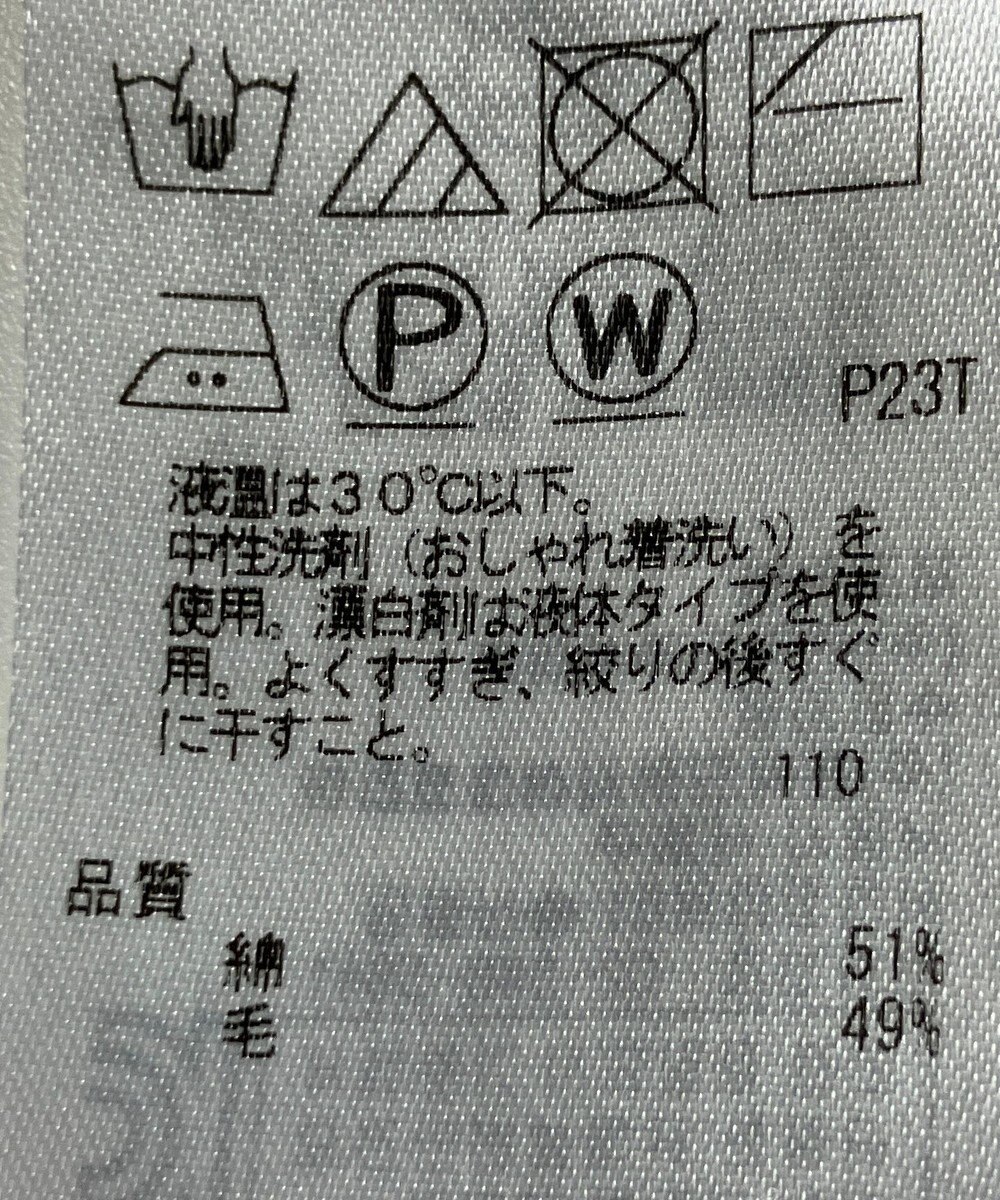 P W
P23T
液温は30℃以下。
中性洗剤（おしゃれ着洗い）を
使用。漂白剤は液体タイプを使
用。よくすすぎ、絞りの後すぐ
に干すこと。
110
品質
綿 51%
毛 49%